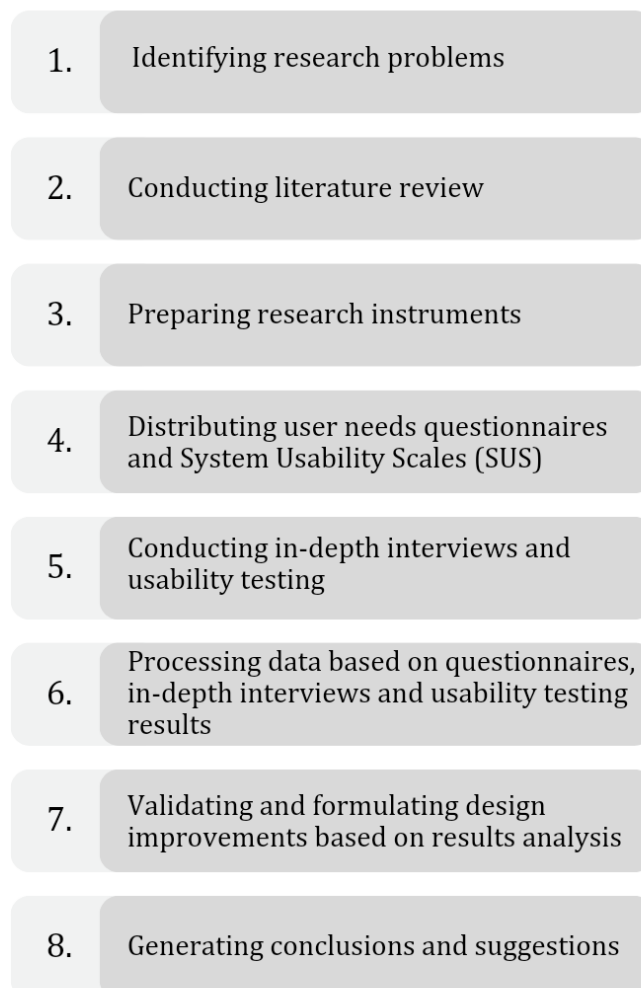 1. Identifying research problems
2. Conducting literature review
3. Preparing research instruments
4. Distributing user needs questionnaires
and System Usability Scales (SUS)
5. Conducting in-depth interviews and
usability testing
6. Processing data based on questionnaires,
in-depth interviews and usability testing
results
7. Validating and formulating design
improvements based on results analysis
8. Generating conclusions and suggestions